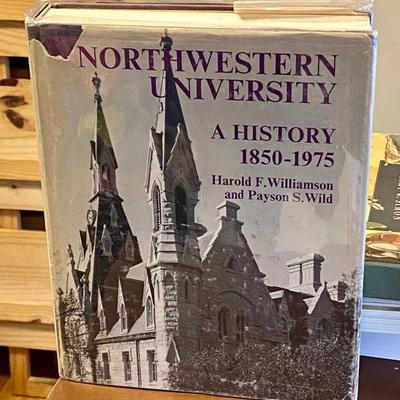 NORTHWESTERN
UNIVERSITY
A HISTORY
1850-1975
Harold F. Williamson
and Payson S. Wild